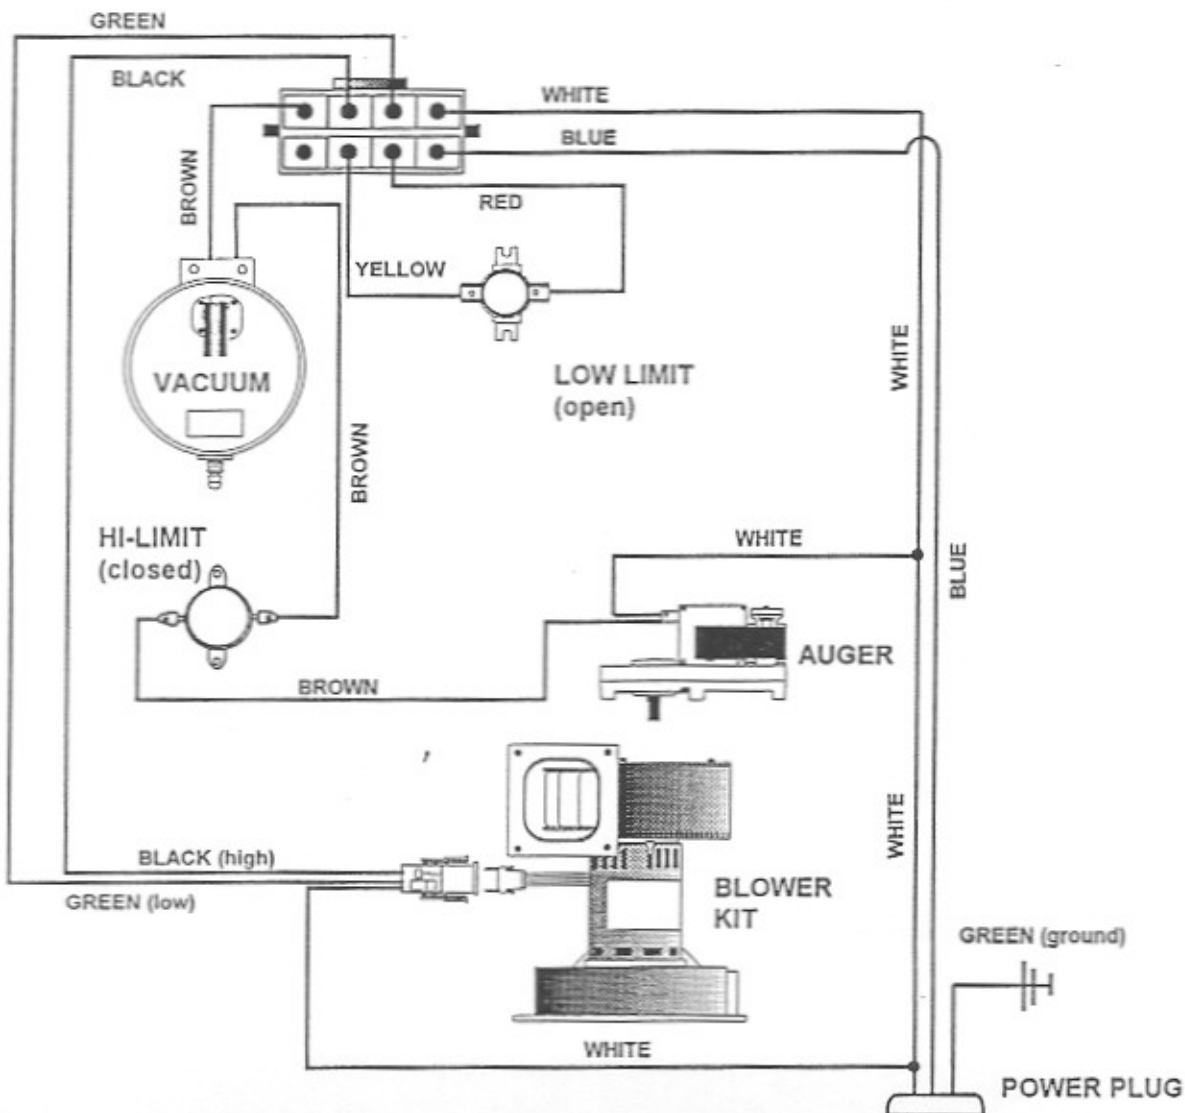 GREEN
BLACK
WHITE
BLUE
BROWN
RED
YELLOW
VACUUM
LOW LIMIT
(open)
WHITE
BROWN
HI-LIMIT
(closed)
WHITE
BLUE
AUGER
BROWN
WHITE
BLACK (high)
BLOWER
KIT
GREEN (low)
GREEN (ground)
WHITE
POWER PLUG